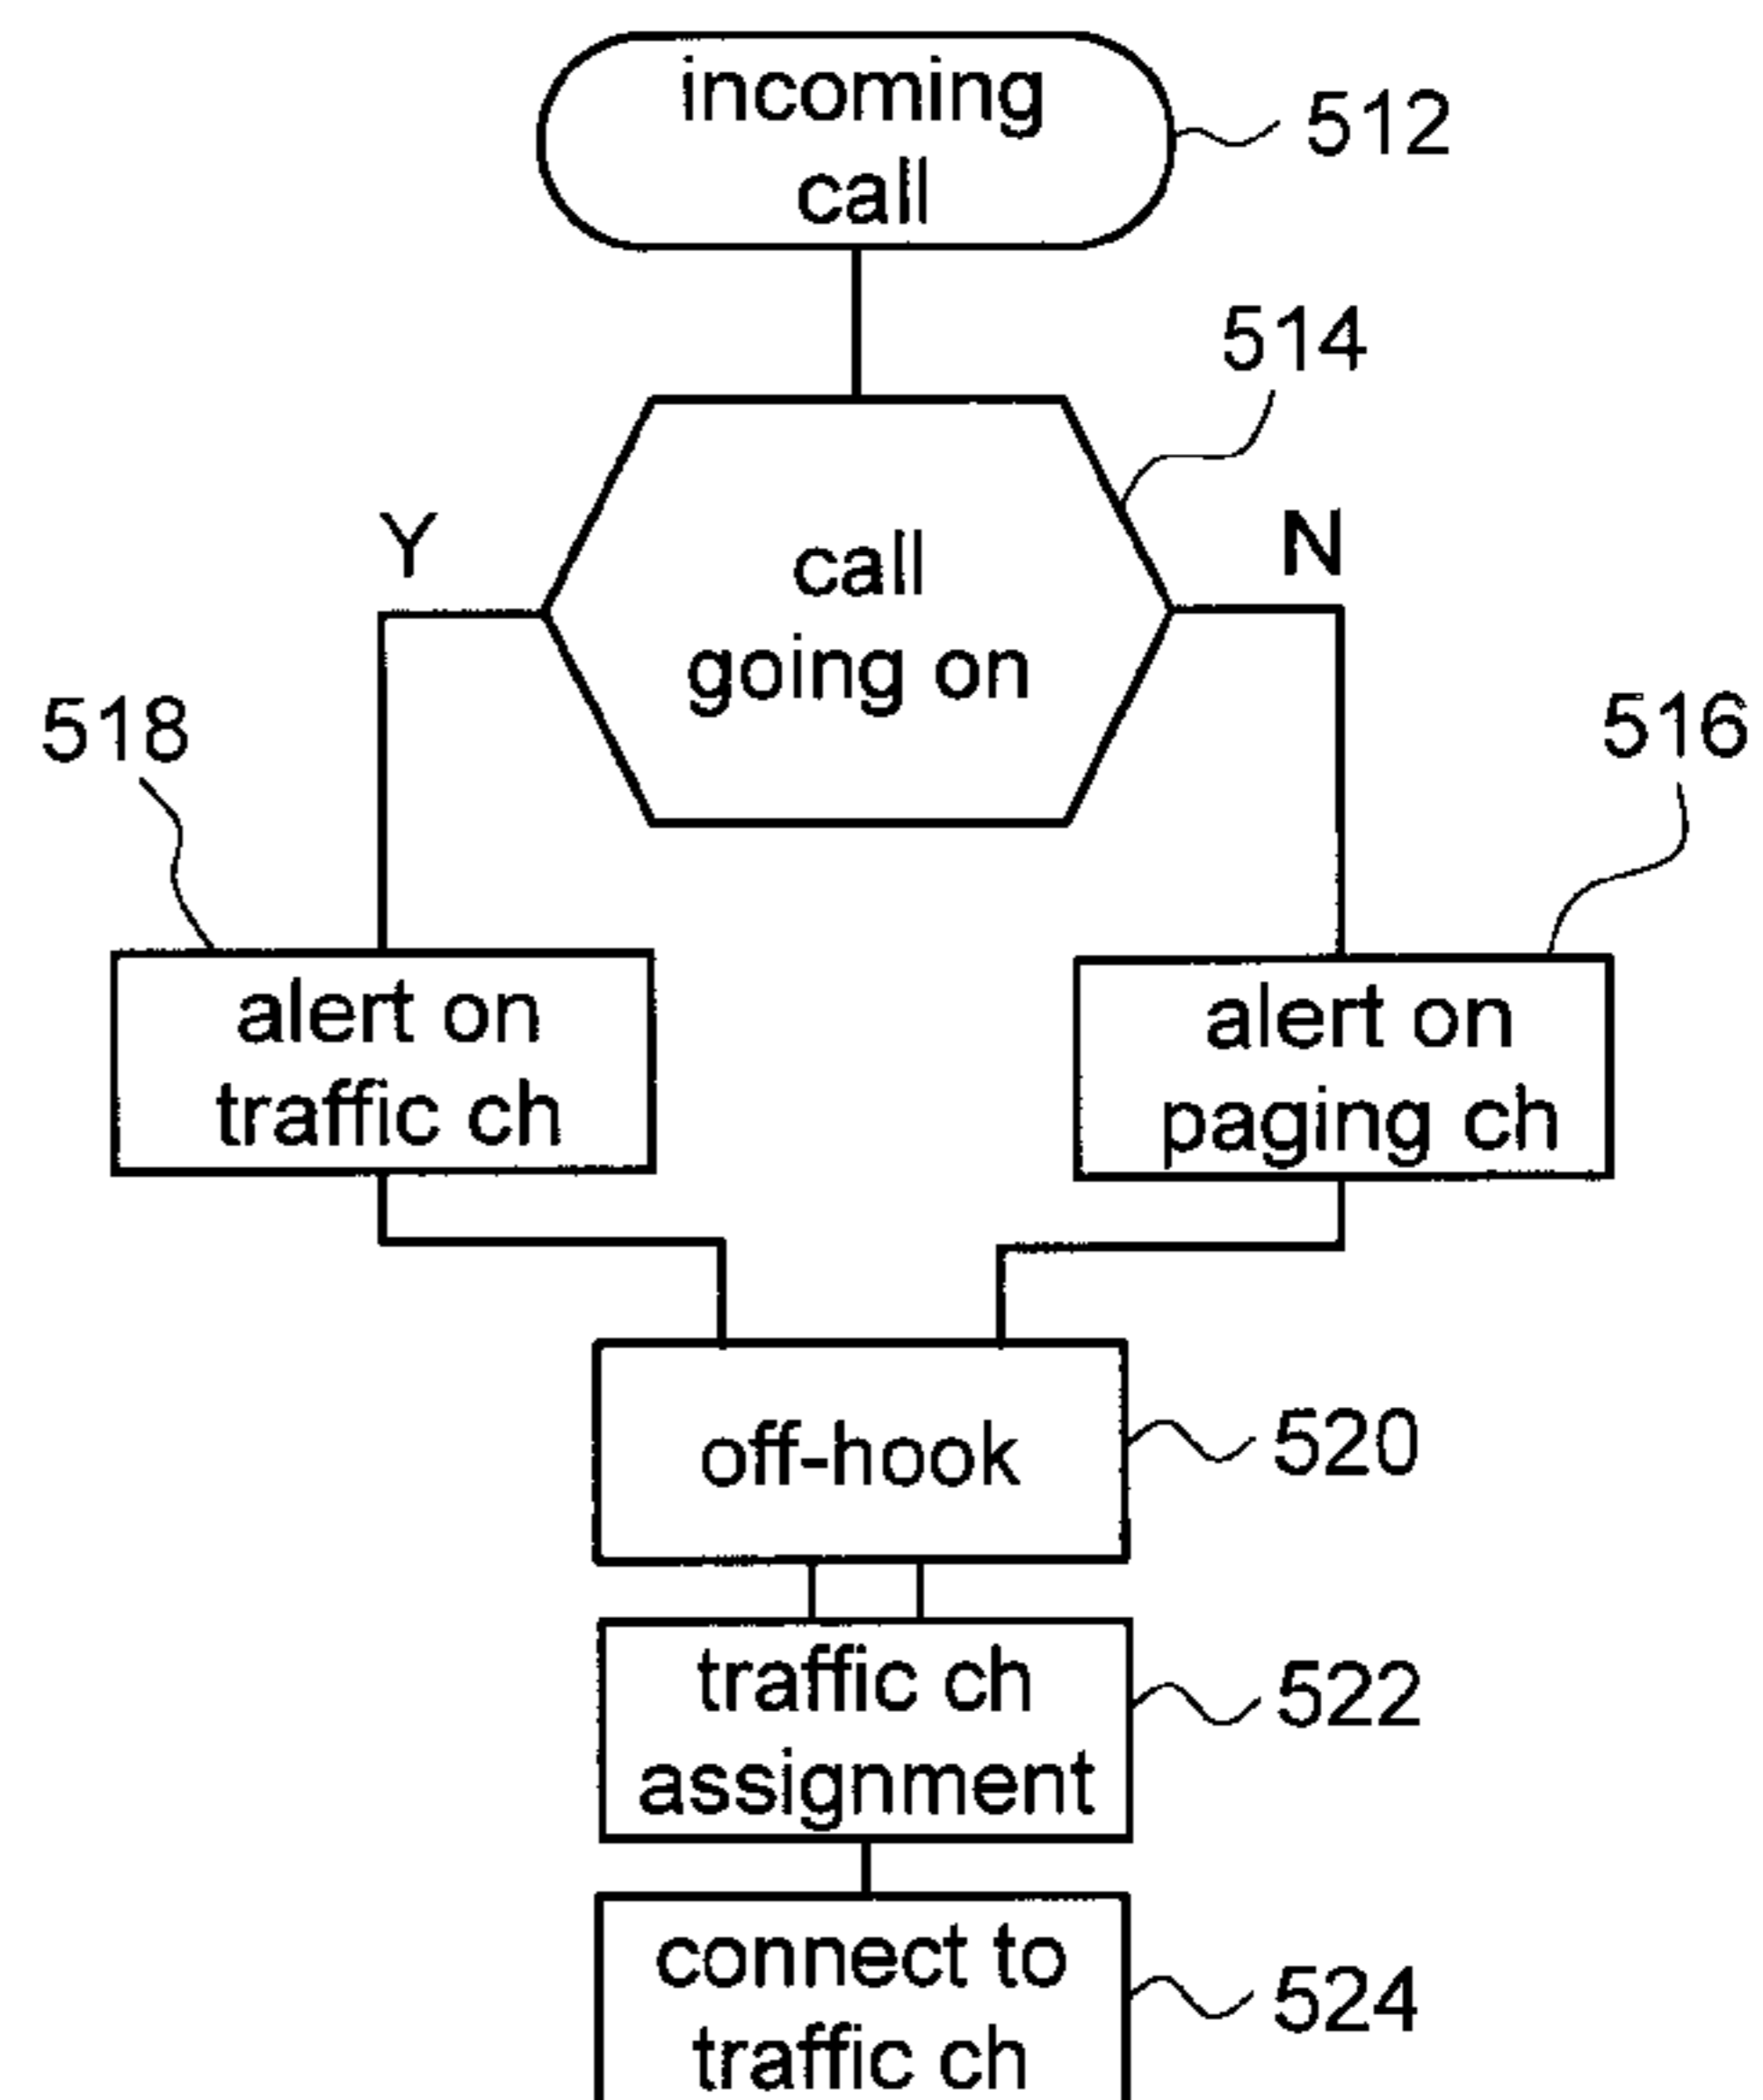 incoming
call
512
514
Y
N
call
going on
518
516
alert on
traffic ch
alert on
paging ch
off-hook
520
traffic ch
assignment
522
connect to
traffic ch
524